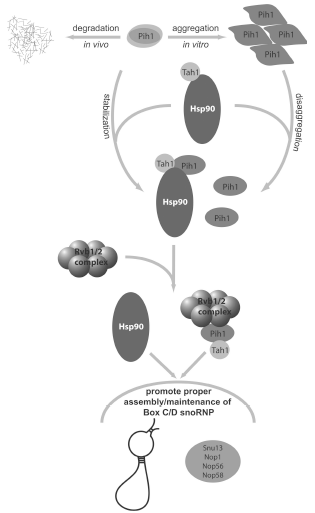 degradation
in vivo
Pih1
aggregation
in vitro
Pih1
Pih1
Pih1
Pih1
Tah1
Hsp90
stabilization
disaggregation
Tah1
Pih1
Hsp90
Pih1
Pih1
Rvb1/2
complex
Hsp90
Rvb1/2
complex
Pih1
Tah1
promote proper
assembly/maintenance of
Box C/D snoRNP
Snu13
Nop1
Nop56
Nop58